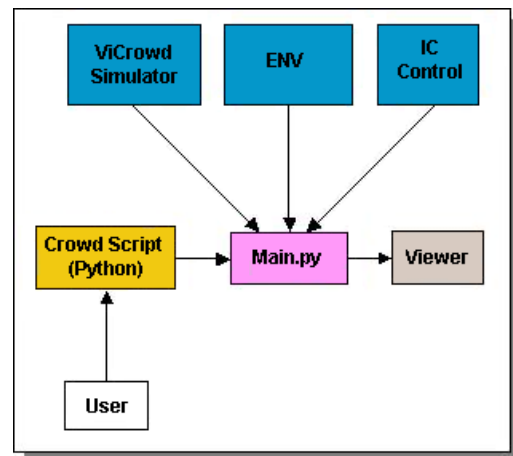 ViCrowd
Simulator
ENV
IC
Control
Crowd Script
(Python)
Main.py
Viewer
User